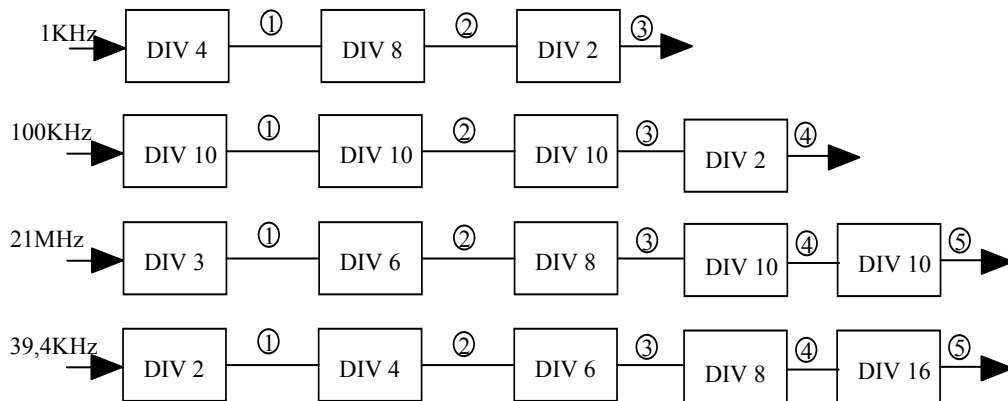 1KHz DIV 4 ① DIV 8 ② DIV 2 ③
100KHz DIV 10 ① DIV 10 ② DIV 10 ③ DIV 2 ④
21MHz DIV 3 ① DIV 6 ② DIV 8 ③ DIV 10 ④ DIV 10 ⑤
39,4KHz DIV 2 ① DIV 4 ② DIV 6 ③ DIV 8 ④ DIV 16 ⑤